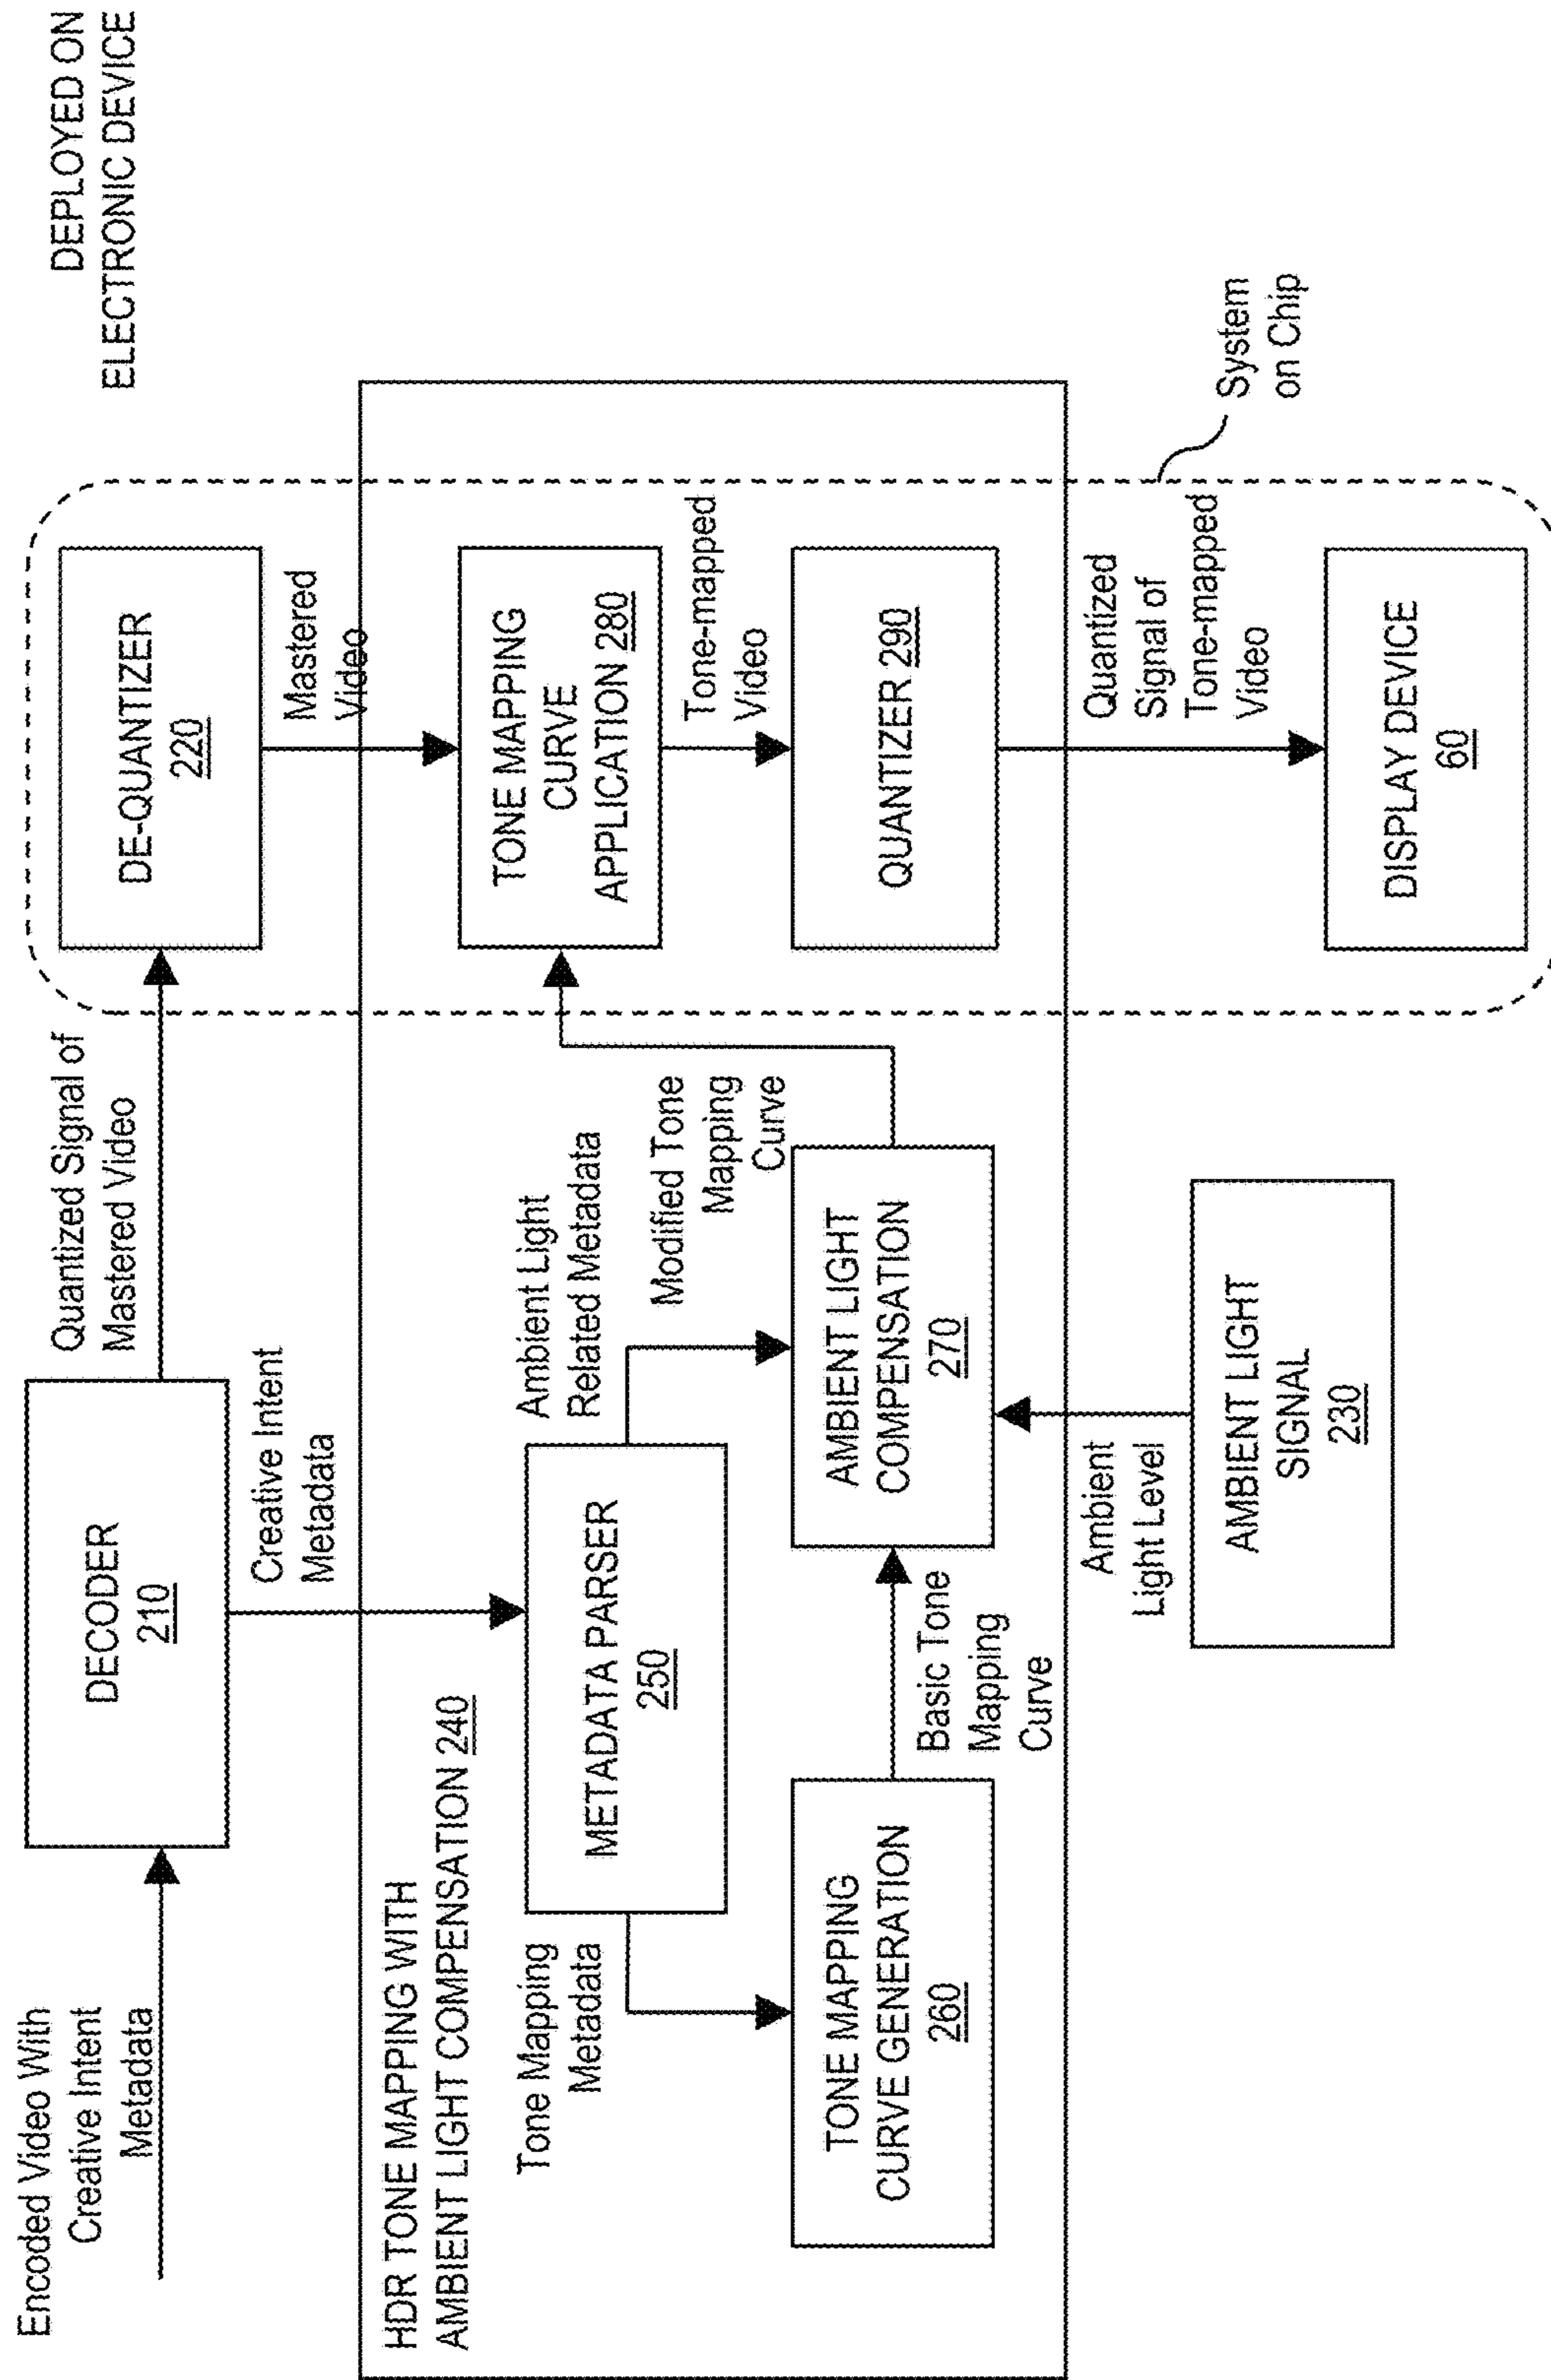 DEPLOYED ON
ELECTRONIC DEVICE
Encoded Video With
Creative Intent
Metadata
DECODER
210
Quantized Signal of
Mastered Video
DE-QUANTIZER
220
Creative Intent
Metadata
Mastered
Video
HDR TONE MAPPING WITH
AMBIENT LIGHT COMPENSATION 240
METADATA PARSER
250
Tone Mapping
Metadata
Ambient Light
Related Metadata
TONE MAPPING
CURVE GENERATION
260
Basic Tone
Mapping
Curve
AMBIENT LIGHT
COMPENSATION
270
Modified Tone
Mapping
Curve
TONE MAPPING
CURVE
APPLICATION 280
Tone-mapped
Video
QUANTIZER 290
Ambient
Light Level
AMBIENT LIGHT
SIGNAL
230
Quantized
Signal of
Tone-mapped
Video
DISPLAY DEVICE
60
System
on Chip